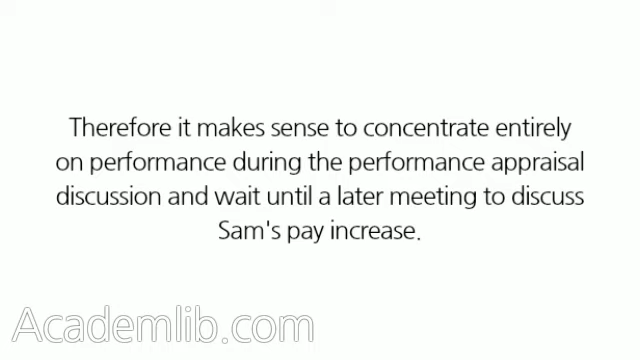 Therefore it makes sense to concentrate entirely
on performance during the performance appraisal
discussion and wait until a later meeting to discuss
Sam's pay increase.
Academlib.com